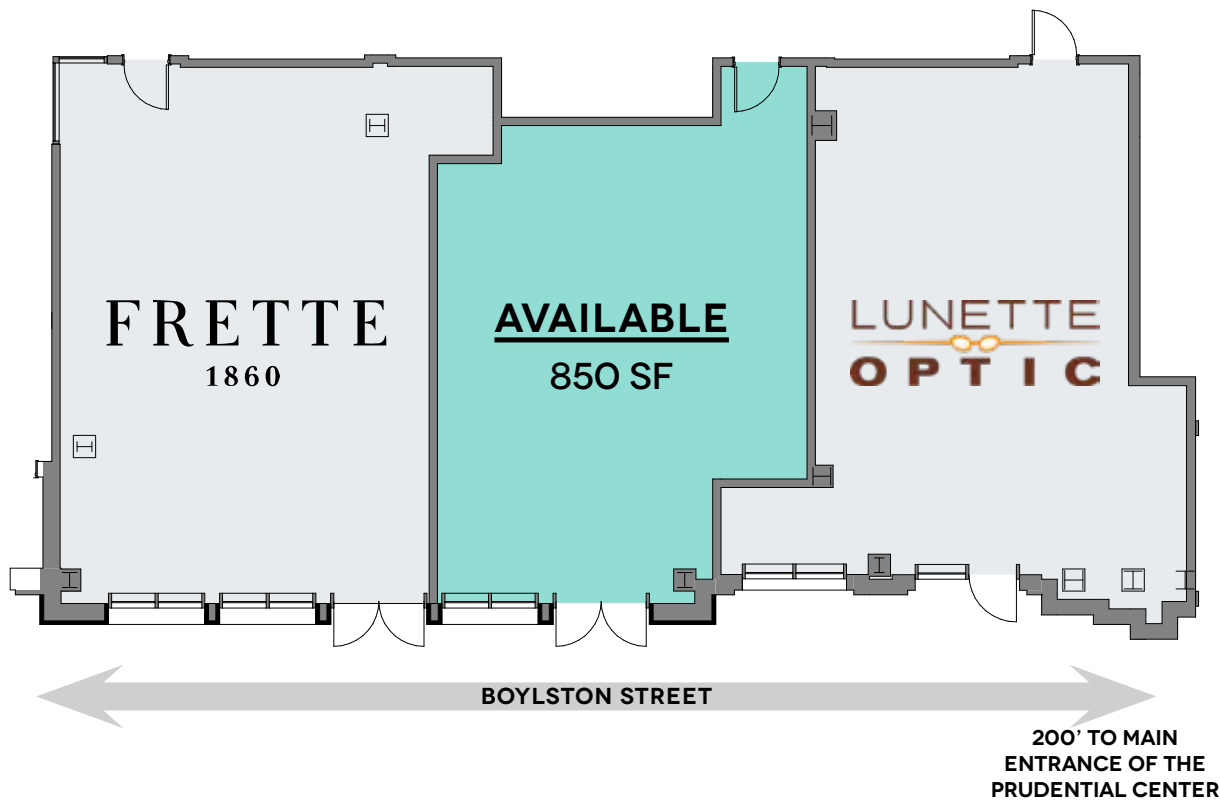 FRETTE
1860
AVAILABLE
850 SF
LUNETTE
OPTIC
BOYLSTON STREET
200’ TO MAIN
ENTRANCE OF THE
PRUDENTIAL CENTER